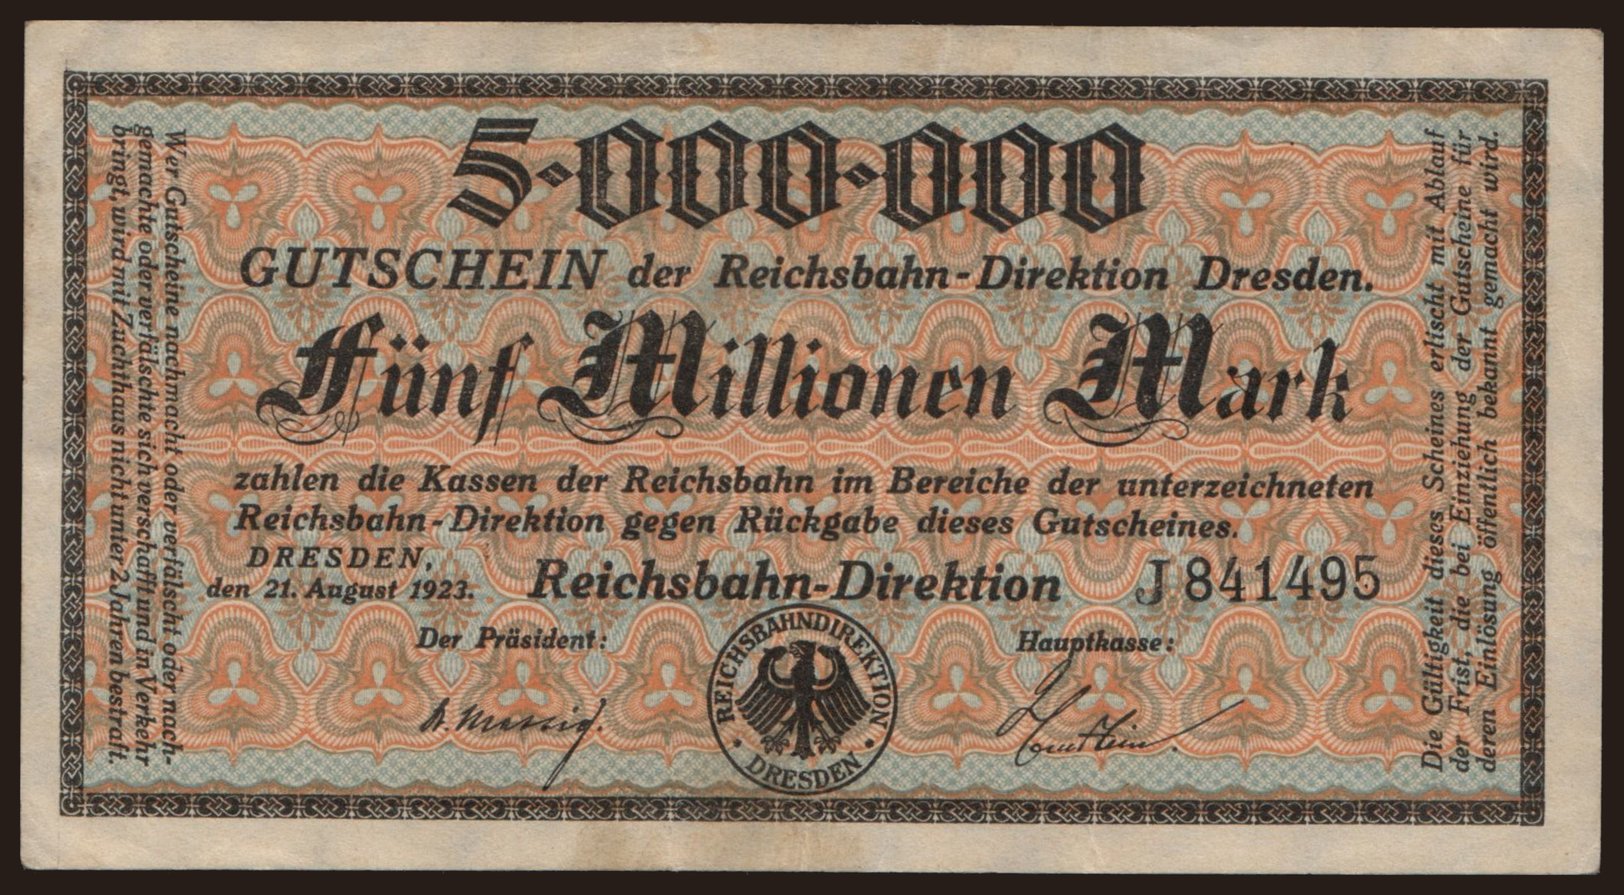 5·000·000
GUTSCHEIN der Reichsbahn-Direktion Dresden.
Fünf Millionen Mark
zahlen die Kassen der Reichsbahn im Bereiche der unterzeichneten
Reichsbahn-Direktion gegen Rückgabe dieses Gutscheines.
DRESDEN,
den 21. August 1923.
Reichsbahn-Direktion
J 841495
Der Präsident:
Hauptkasse:
REICHSBAHNDIREKTION
· DRESDEN ·
Wer Gutscheine nachmacht oder verfälscht oder nach-
gemachte oder verfälschte sich verschafft und in Verkehr
bringt, wird mit Zuchthaus nicht unter 2 Jahren bestraft.
Die Gültigkeit dieses Scheines erlischt mit Ablauf
der Frist, die bei Einziehung der Gutscheine für
deren Einlösung öffentlich bekannt gemacht wird.